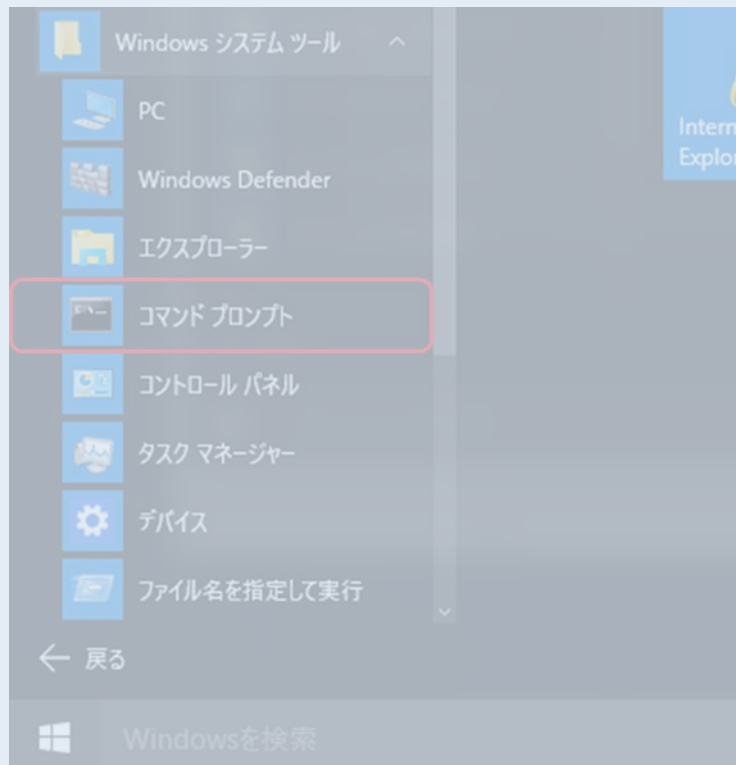 Windows システム ツール
PC
Windows Defender
エクスプローラー
コマンド プロンプト
コントロール パネル
タスク マネージャー
デバイス
ファイル名を指定して実行
戻る
Windowsを検索
Intern
Explor